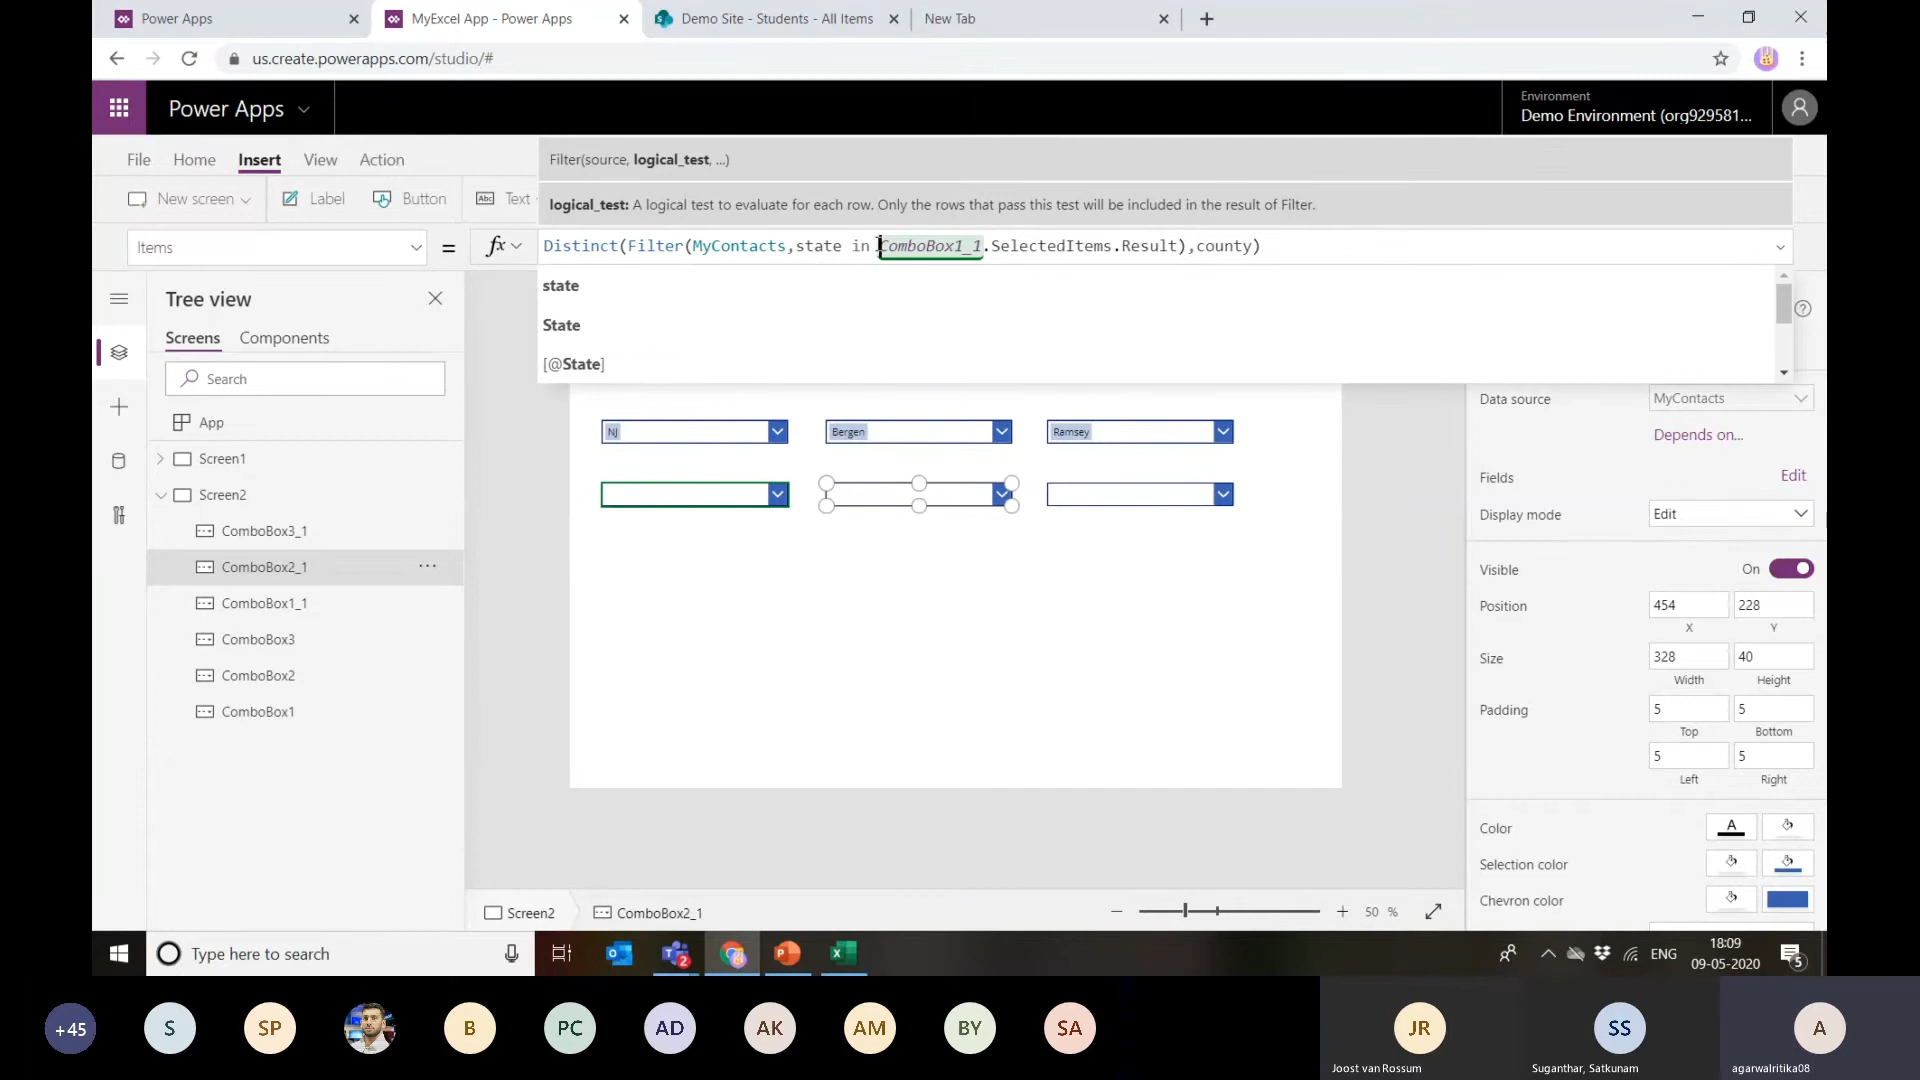 Power Apps
MyExcel App - Power Apps
Demo Site - Students - All Items
New Tab
us.create.powerapps.com/studio/#
Power Apps
Environment
Demo Environment (org929581...
File
Home
Insert
View
Action
Filter(source, logical_test, ...)
New screen
Label
Button
Abc
Text
logical_test: A logical test to evaluate for each row. Only the rows that pass this test will be included in the result of Filter.
Items
=
fx
Distinct(Filter(MyContacts,state in ComboBox1_1.SelectedItems.Result),county)
state
State
[@State]
Tree view
Screens
Components
Search
App
Screen1
Screen2
ComboBox3_1
ComboBox2_1
...
ComboBox1_1
ComboBox3
ComboBox2
ComboBox1
NJ
Bergen
Ramsey
Data source
MyContacts
Depends on...
Fields
Edit
Display mode
Edit
Visible
On
Position
454
228
X
Y
Size
328
40
Width
Height
Padding
5
5
Top
Bottom
5
5
Left
Right
Color
A
Selection color
Chevron color
Screen2
ComboBox2_1
50 %
Type here to search
2
ENG
18:09
09-05-2020
5
+45
S
SP
B
PC
AD
AK
AM
BY
SA
JR
Joost van Rossum
SS
Suganthar, Satkunam
A
agarwalritika08